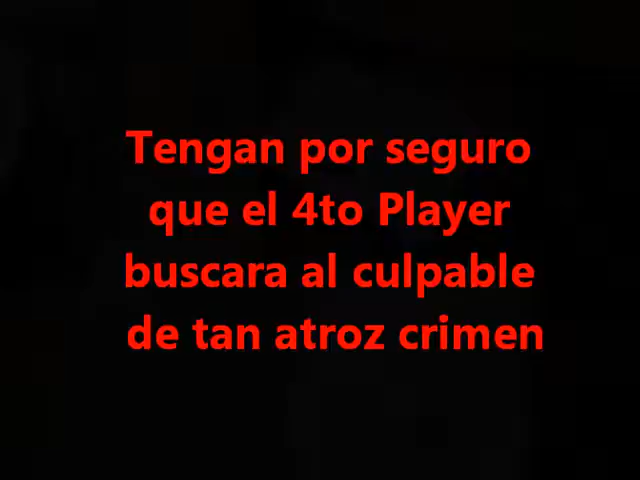 Tengan por seguro
que el 4to Player
buscara al culpable
de tan atroz crimen